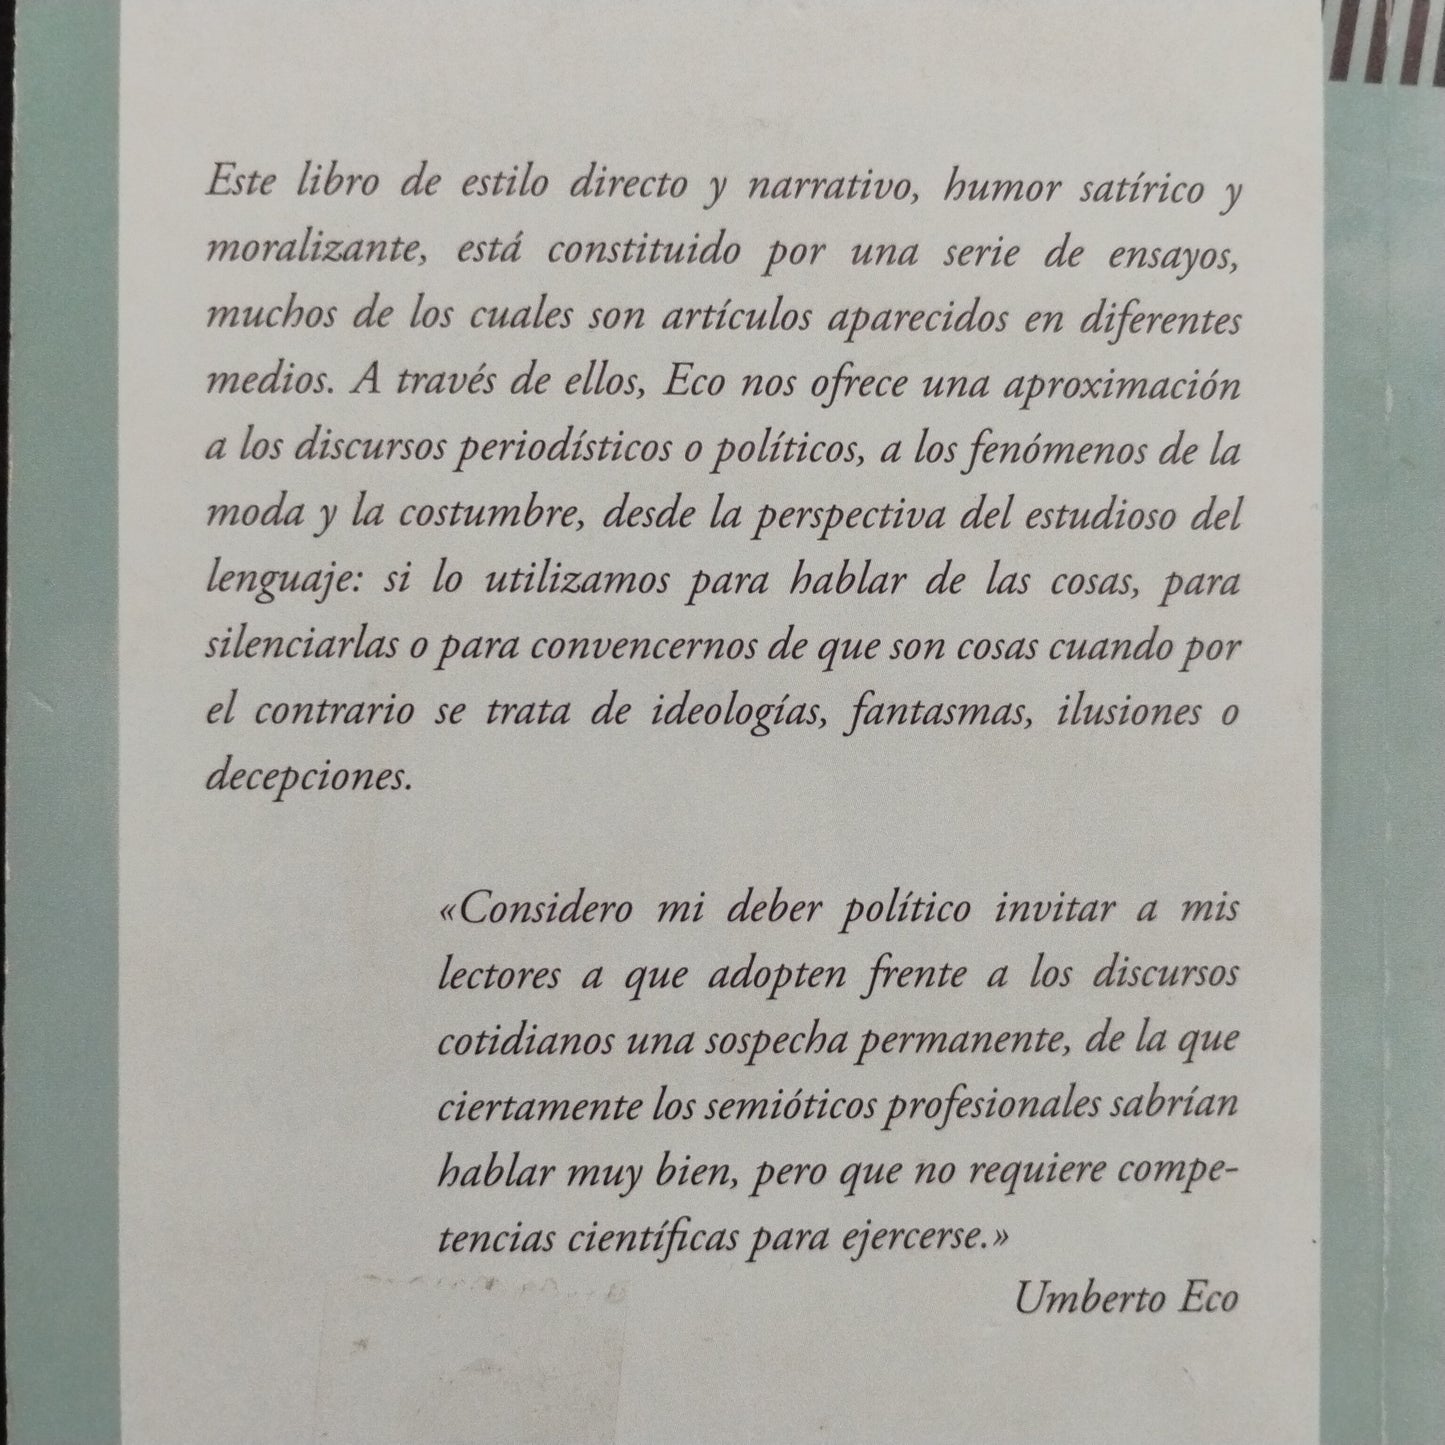 Este libro de estilo directo y narrativo, humor satírico y
moralizante, está constituido por una serie de ensayos,
muchos de los cuales son artículos aparecidos en diferentes
medios. A través de ellos, Eco nos ofrece una aproximación
a los discursos periodísticos o políticos, a los fenómenos de la
moda y la costumbre, desde la perspectiva del estudioso del
lenguaje: si lo utilizamos para hablar de las cosas, para
silenciarlas o para convencernos de que son cosas cuando por
el contrario se trata de ideologías, fantasmas, ilusiones o
decepciones.
«Considero mi deber político invitar a mis
lectores a que adopten frente a los discursos
cotidianos una sospecha permanente, de la que
ciertamente los semióticos profesionales sabrían
hablar muy bien, pero que no requiere compe-
tencias científicas para ejercerse.»
Umberto Eco